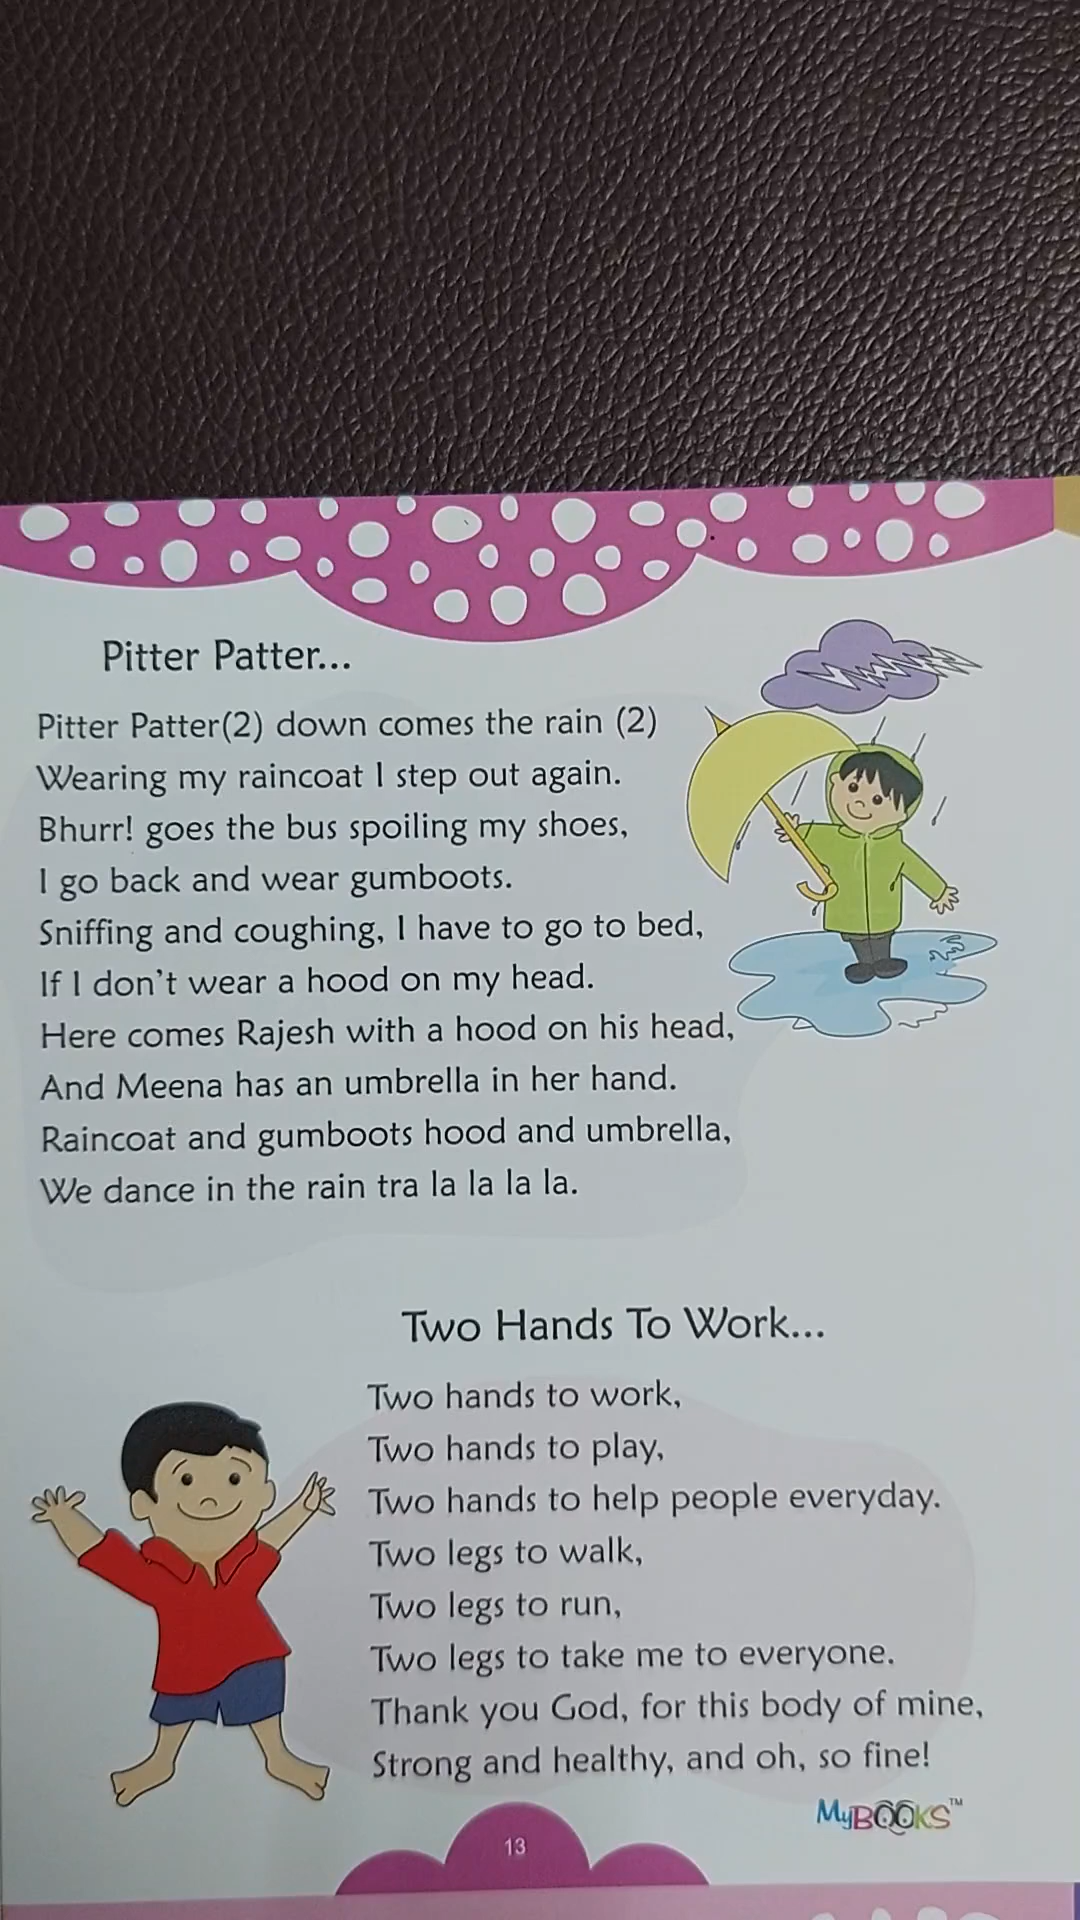 Pitter Patter...
Pitter Patter(2) down comes the rain (2)
Wearing my raincoat I step out again.
Bhurr! goes the bus spoiling my shoes,
I go back and wear gumboots.
Sniffing and coughing, I have to go to bed,
If I don't wear a hood on my head.
Here comes Rajesh with a hood on his head,
And Meena has an umbrella in her hand.
Raincoat and gumboots hood and umbrella,
We dance in the rain tra la la la la.
Two Hands To Work...
Two hands to work,
Two hands to play,
Two hands to help people everyday.
Two legs to walk,
Two legs to run,
Two legs to take me to everyone.
Thank you God, for this body of mine,
Strong and healthy, and oh, so fine!
MyBOOKS™
13